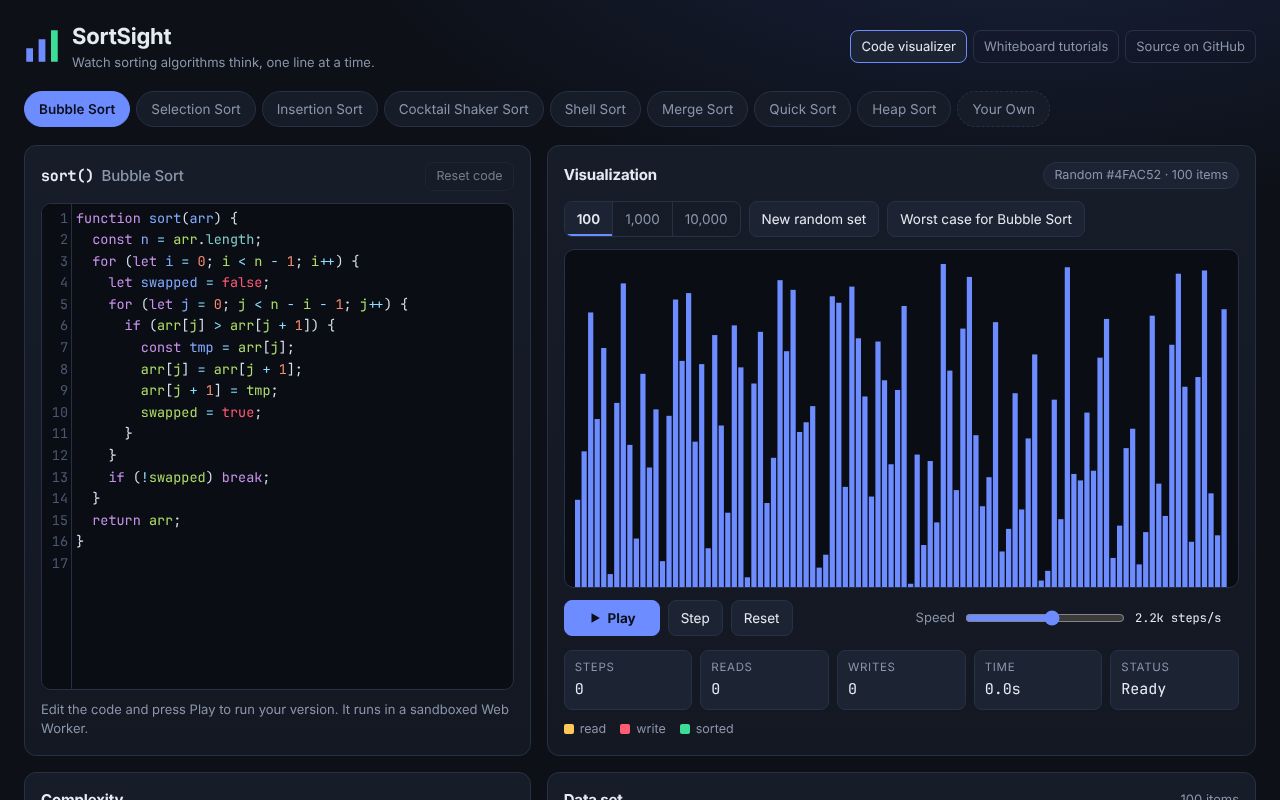 SortSight
Watch sorting algorithms think, one line at a time.
Code visualizer
Whiteboard tutorials
Source on GitHub
Bubble Sort
Selection Sort
Insertion Sort
Cocktail Shaker Sort
Shell Sort
Merge Sort
Quick Sort
Heap Sort
Your Own
sort() Bubble Sort
Reset code
1 function sort(arr) {
2   const n = arr.length;
3   for (let i = 0; i < n - 1; i++) {
4     let swapped = false;
5     for (let j = 0; j < n - i - 1; j++) {
6       if (arr[j] > arr[j + 1]) {
7         const tmp = arr[j];
8         arr[j] = arr[j + 1];
9         arr[j + 1] = tmp;
10         swapped = true;
11       }
12     }
13     if (!swapped) break;
14   }
15   return arr;
16 }
17
Edit the code and press Play to run your version. It runs in a sandboxed Web
Worker.
Visualization
Random #4FAC52 · 100 items
100
1,000
10,000
New random set
Worst case for Bubble Sort
Play
Step
Reset
Speed
2.2k steps/s
STEPS
0
READS
0
WRITES
0
TIME
0.0s
STATUS
Ready
read
write
sorted
Complexity
Data set
100 items